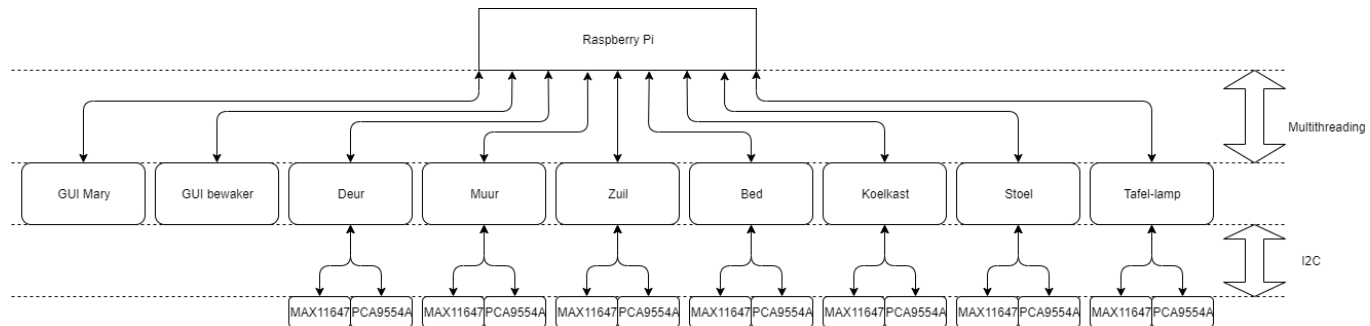 Raspberry Pi
Multithreading
GUI Mary
GUI bewaker
Deur
Muur
Zuil
Bed
Koelkast
Stoel
Tafel-lamp
I2C
MAX11647
PCA9554A
MAX11647
PCA9554A
MAX11647
PCA9554A
MAX11647
PCA9554A
MAX11647
PCA9554A
MAX11647
PCA9554A
MAX11647
PCA9554A